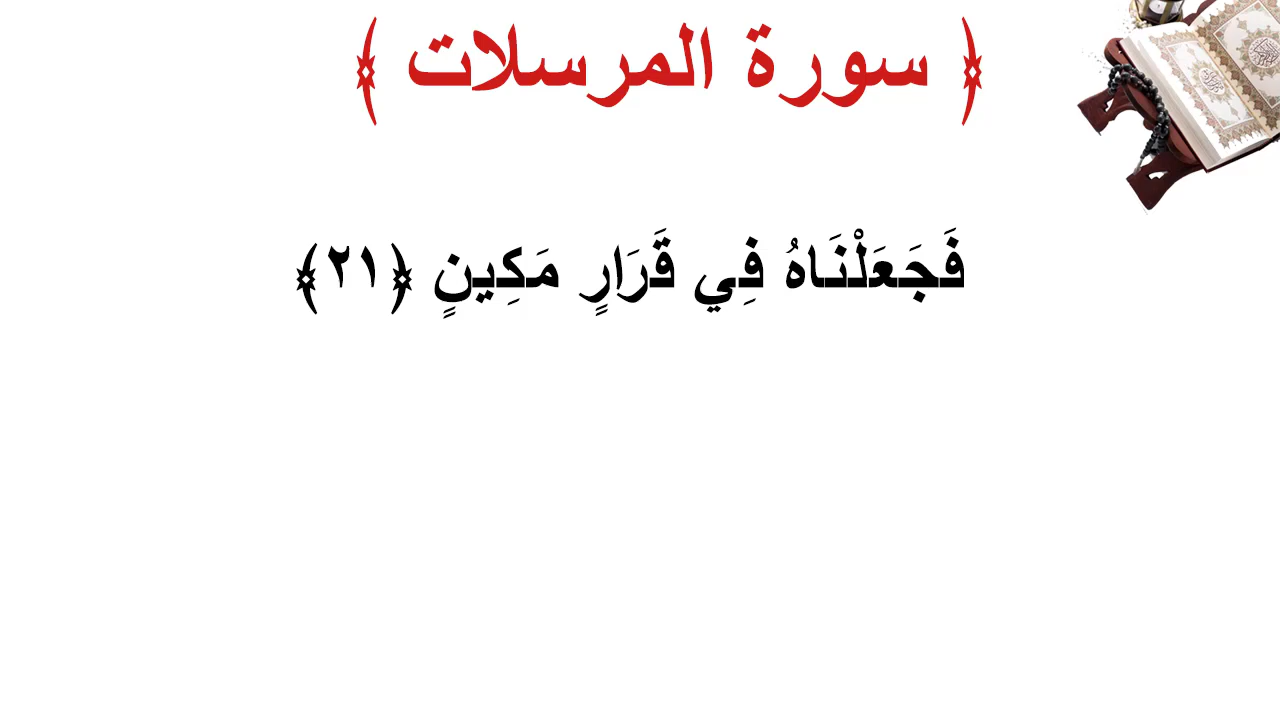 ﴿ سورة المرسلات ﴾
فَجَعَلْنَاهُ فِي قَرَارٍ مَكِينٍ ﴿٢١﴾